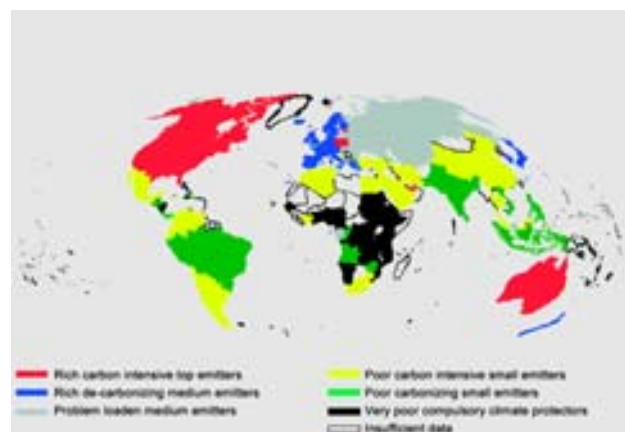 Rich carbon intensive top emitters
Rich de-carbonizing medium emitters
Problem loaden medium emitters
Poor carbon intensive small emitters
Poor carbonizing small emitters
Very poor compulsory climate protectors
Insufficient data